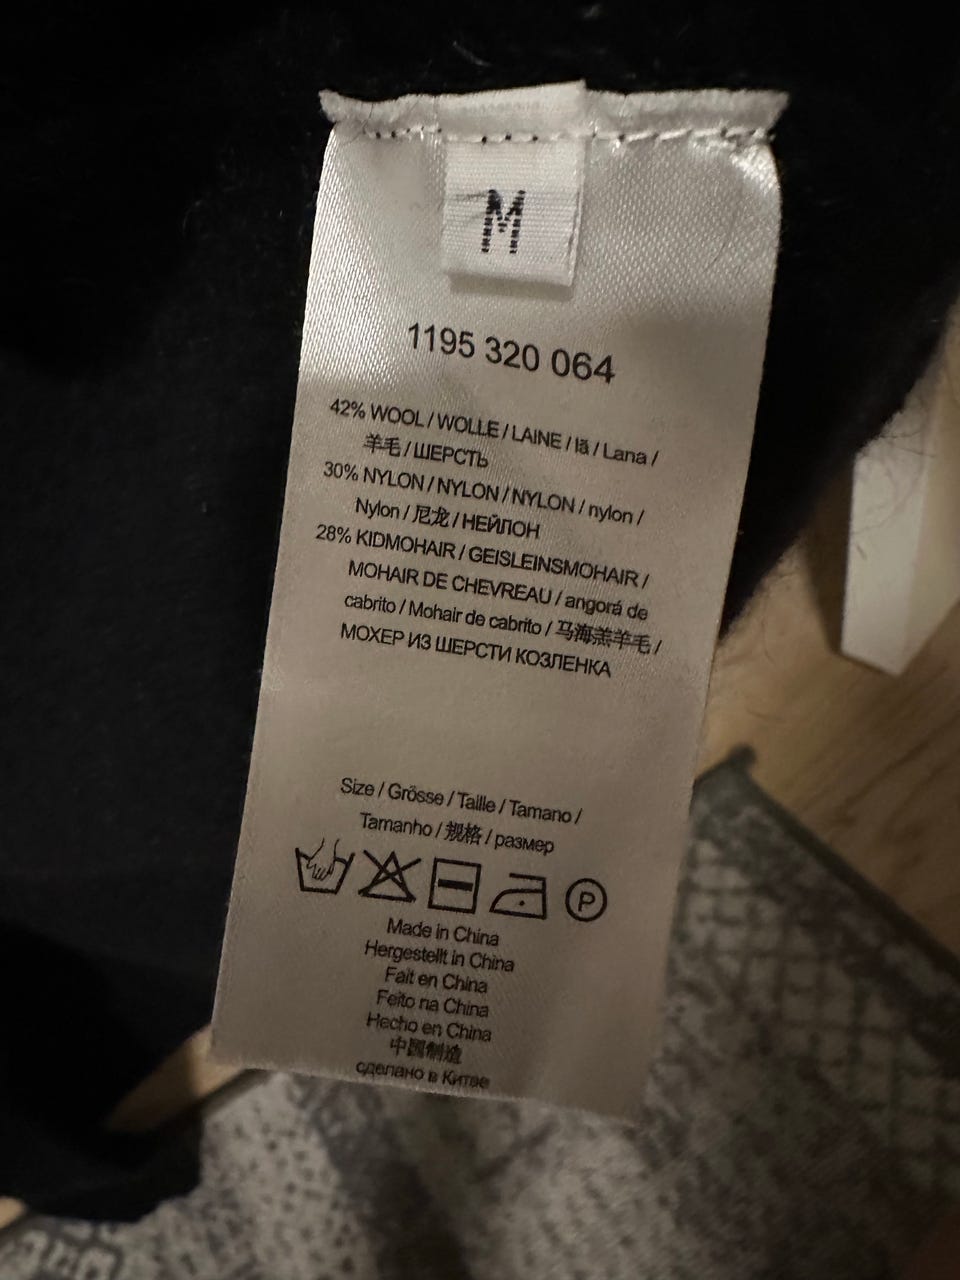 M
1195 320 064
42% WOOL / WOLLE / LAINE / lã / Lana /
羊毛 / ШЕРСТЬ
30% NYLON / NYLON / NYLON / nylon /
Nylon / 尼龙 / НЕЙЛОН
28% KIDMOHAIR / GEISLEINSMOHAIR /
MOHAIR DE CHEVREAU / angorá de
cabrito / Mohair de cabrito / 马海羔羊毛 /
МОХЕР ИЗ ШЕРСТИ КОЗЛЕНКА
Size / Grösse / Taille / Tamano /
Tamanho / 规格 / размер
P
Made in China
Hergestellt in China
Fait en China
Feito na China
Hecho en China
中国制造
сделано в Китае